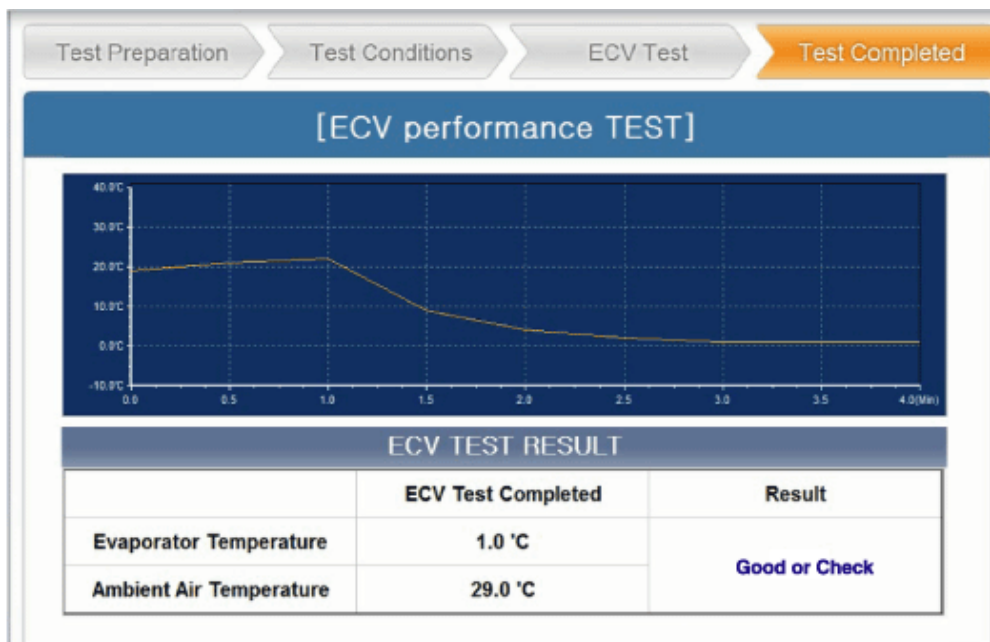 Test Preparation Test Conditions ECV Test Test Completed
[ECV performance TEST]
40.0'C
30.0'C
20.0'C
10.0'C
0.0'C
-10.0'C
0.0 0.5 1.0 1.5 2.0 2.5 3.0 3.5 4.0(Min)
ECV TEST RESULT
ECV Test Completed Result
Evaporator Temperature 1.0 'C
Good or Check
Ambient Air Temperature 29.0 'C